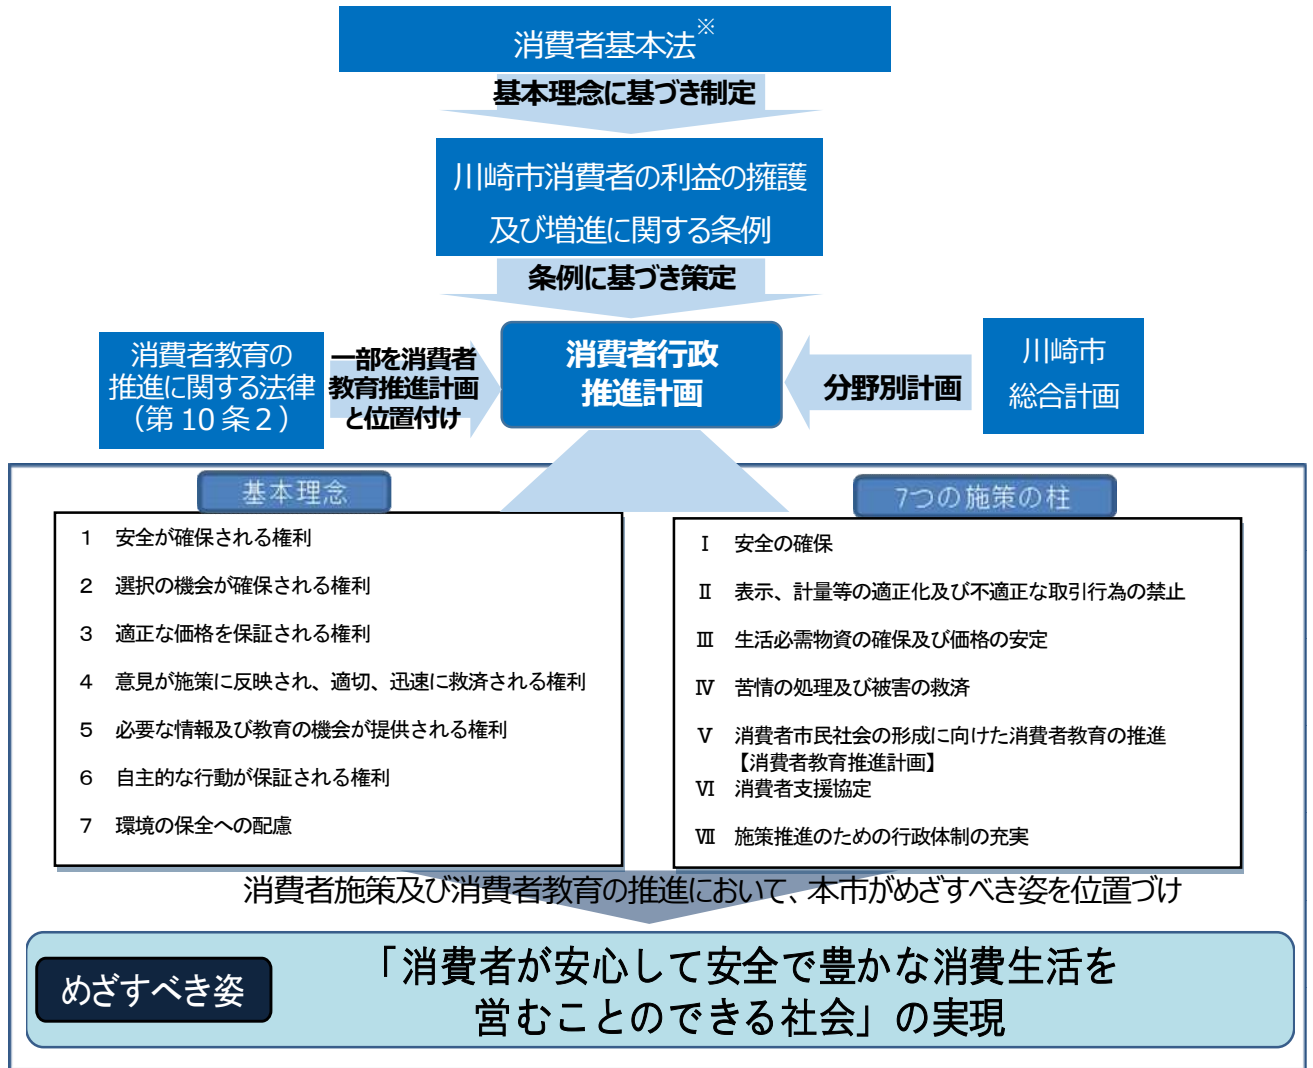 消費者基本法※
基本理念に基づき制定
川崎市消費者の利益の擁護
及び増進に関する条例
条例に基づき策定
消費者教育の
推進に関する法律
（第10条２）
一部を消費者
教育推進計画
と位置付け
消費者行政
推進計画
分野別計画
川崎市
総合計画
基本理念
1 安全が確保される権利
2 選択の機会が確保される権利
3 適正な価格を保証される権利
4 意見が施策に反映され、適切、迅速に救済される権利
5 必要な情報及び教育の機会が提供される権利
6 自主的な行動が保証される権利
7 環境の保全への配慮
7つの施策の柱
Ⅰ 安全の確保
Ⅱ 表示、計量等の適正化及び不適正な取引行為の禁止
Ⅲ 生活必需物資の確保及び価格の安定
Ⅳ 苦情の処理及び被害の救済
Ⅴ 消費者市民社会の形成に向けた消費者教育の推進
【消費者教育推進計画】
Ⅵ 消費者支援協定
Ⅶ 施策推進のための行政体制の充実
消費者施策及び消費者教育の推進において、本市がめざすべき姿を位置づけ
めざすべき姿
「消費者が安心して安全で豊かな消費生活を
営むことのできる社会」の実現